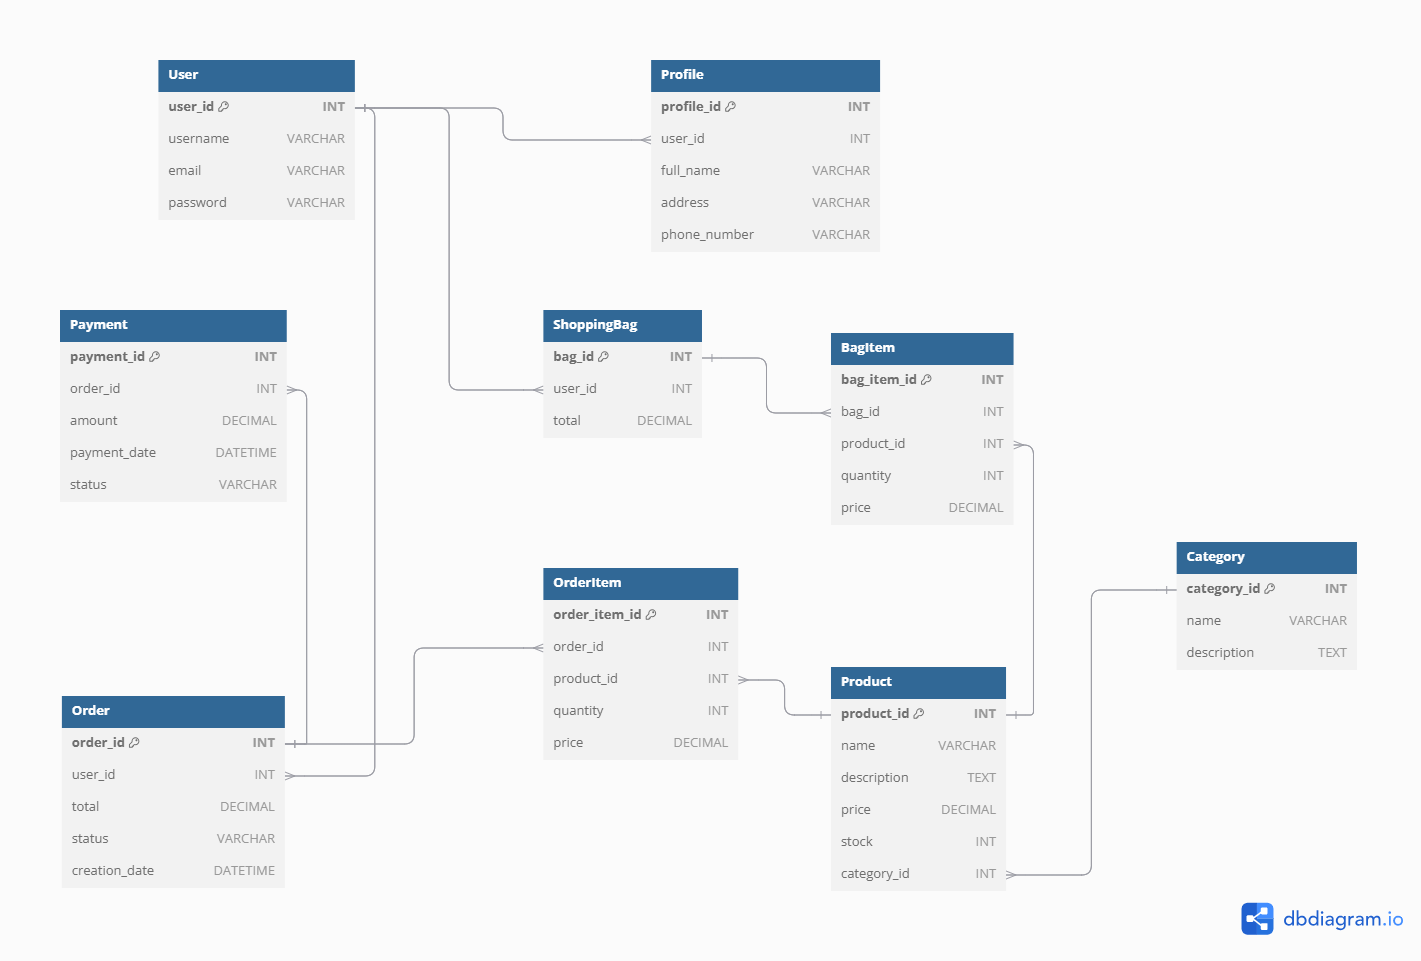 User
user_id INT
username VARCHAR
email VARCHAR
password VARCHAR
Profile
profile_id INT
user_id INT
full_name VARCHAR
address VARCHAR
phone_number VARCHAR
Payment
payment_id INT
order_id INT
amount DECIMAL
payment_date DATETIME
status VARCHAR
ShoppingBag
bag_id INT
user_id INT
total DECIMAL
BagItem
bag_item_id INT
bag_id INT
product_id INT
quantity INT
price DECIMAL
Category
category_id INT
name VARCHAR
description TEXT
OrderItem
order_item_id INT
order_id INT
product_id INT
quantity INT
price DECIMAL
Product
product_id INT
name VARCHAR
description TEXT
price DECIMAL
stock INT
category_id INT
Order
order_id INT
user_id INT
total DECIMAL
status VARCHAR
creation_date DATETIME
dbdiagram.io